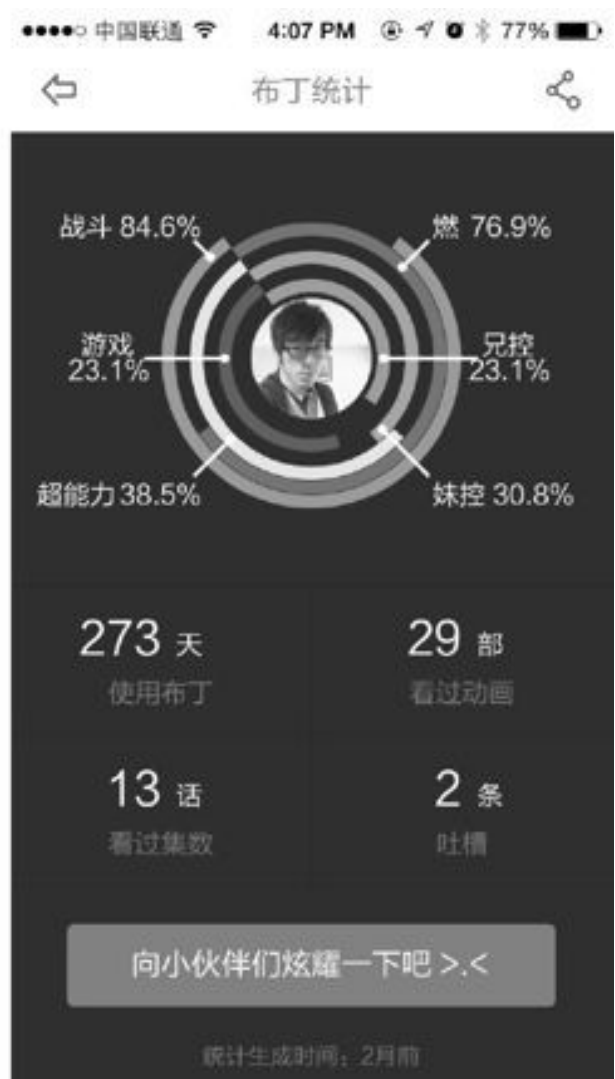 中国联通 4:07 PM 77%
布丁统计
战斗 84.6% 燃 76.9%
游戏 兄控
23.1% 23.1%
超能力 38.5% 妹控 30.8%
273 天 29 部
使用布丁 看过动画
13 话 2 条
看过集数 吐槽
向小伙伴们炫耀一下吧 >.<
统计生成时间：2月前